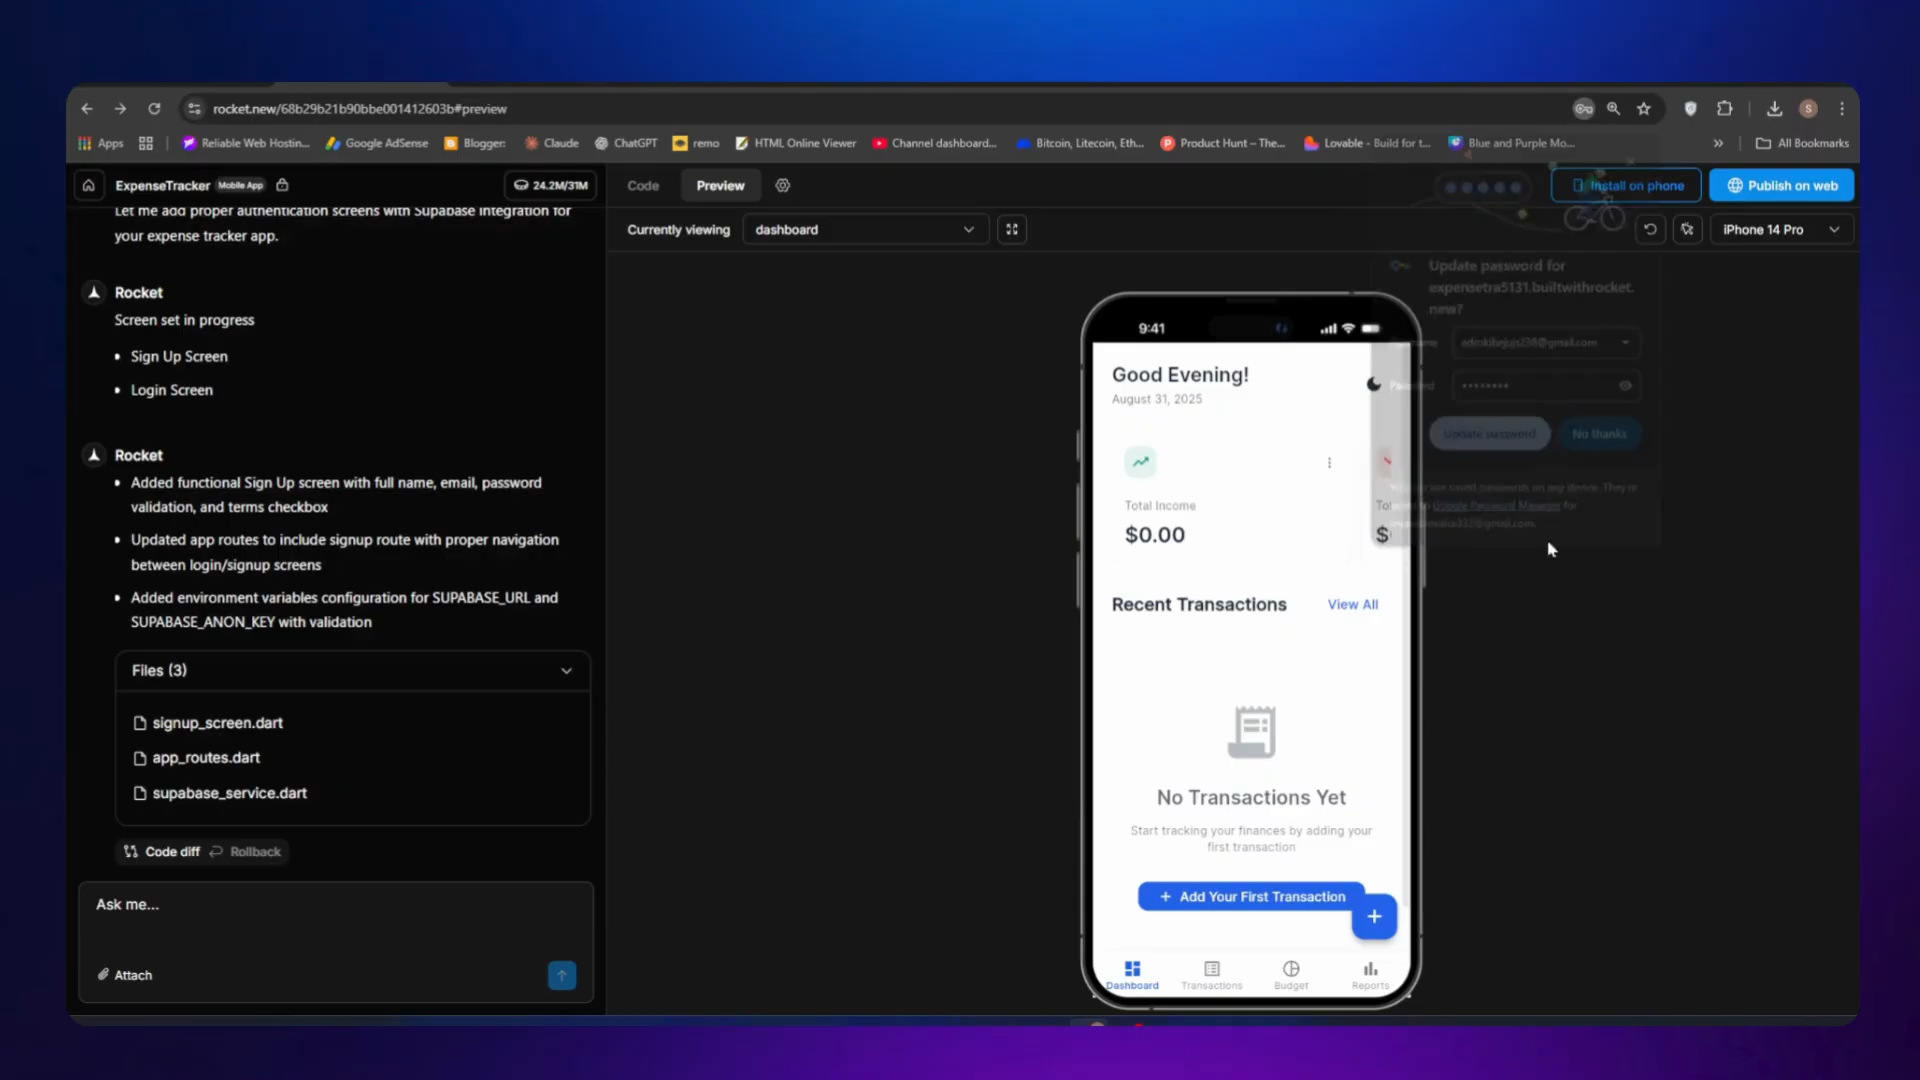 rocket.new/68b29b21b90bbe001412603b#preview
Apps
Reliable Web Hostin...
Google AdSense
Blogger:
Claude
ChatGPT
remo
HTML Online Viewer
Channel dashboard...
Bitcoin, Litecoin, Eth...
Product Hunt – The...
Lovable - Build for t...
Blue and Purple Mo...
»
All Bookmarks
ExpenseTracker
Mobile App
24.2M/31M
Code
Preview
Install on phone
Publish on web
Let me add proper authentication screens with Supabase integration for
your expense tracker app.
Currently viewing
dashboard
iPhone 14 Pro
Rocket
Screen set in progress
• Sign Up Screen
• Login Screen
Rocket
• Added functional Sign Up screen with full name, email, password
validation, and terms checkbox
• Updated app routes to include signup route with proper navigation
between login/signup screens
• Added environment variables configuration for SUPABASE_URL and
SUPABASE_ANON_KEY with validation
Files (3)
signup_screen.dart
app_routes.dart
supabase_service.dart
Code diff
Rollback
Ask me...
Attach
9:41
Good Evening!
August 31, 2025
Total Income
$0.00
Recent Transactions
View All
No Transactions Yet
Start tracking your finances by adding your
first transaction
+ Add Your First Transaction
+
Dashboard
Transactions
Budget
Reports
Update password for
expensetra5131.builtwithrocket.
new?
Update password
No thanks
Google Password Manager for
S